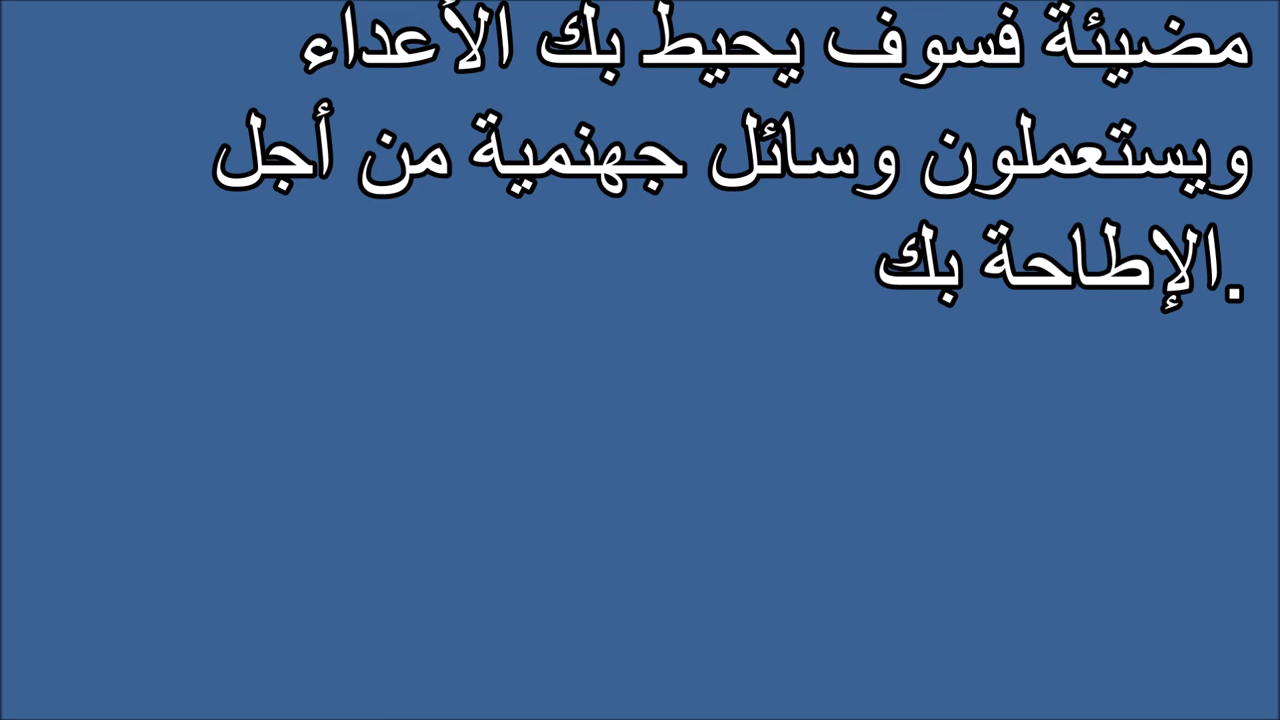 مضيئة فسوف يحيط بك الأعداء
ويستعملون وسائل جهنمية من أجل
.الإطاحة بك